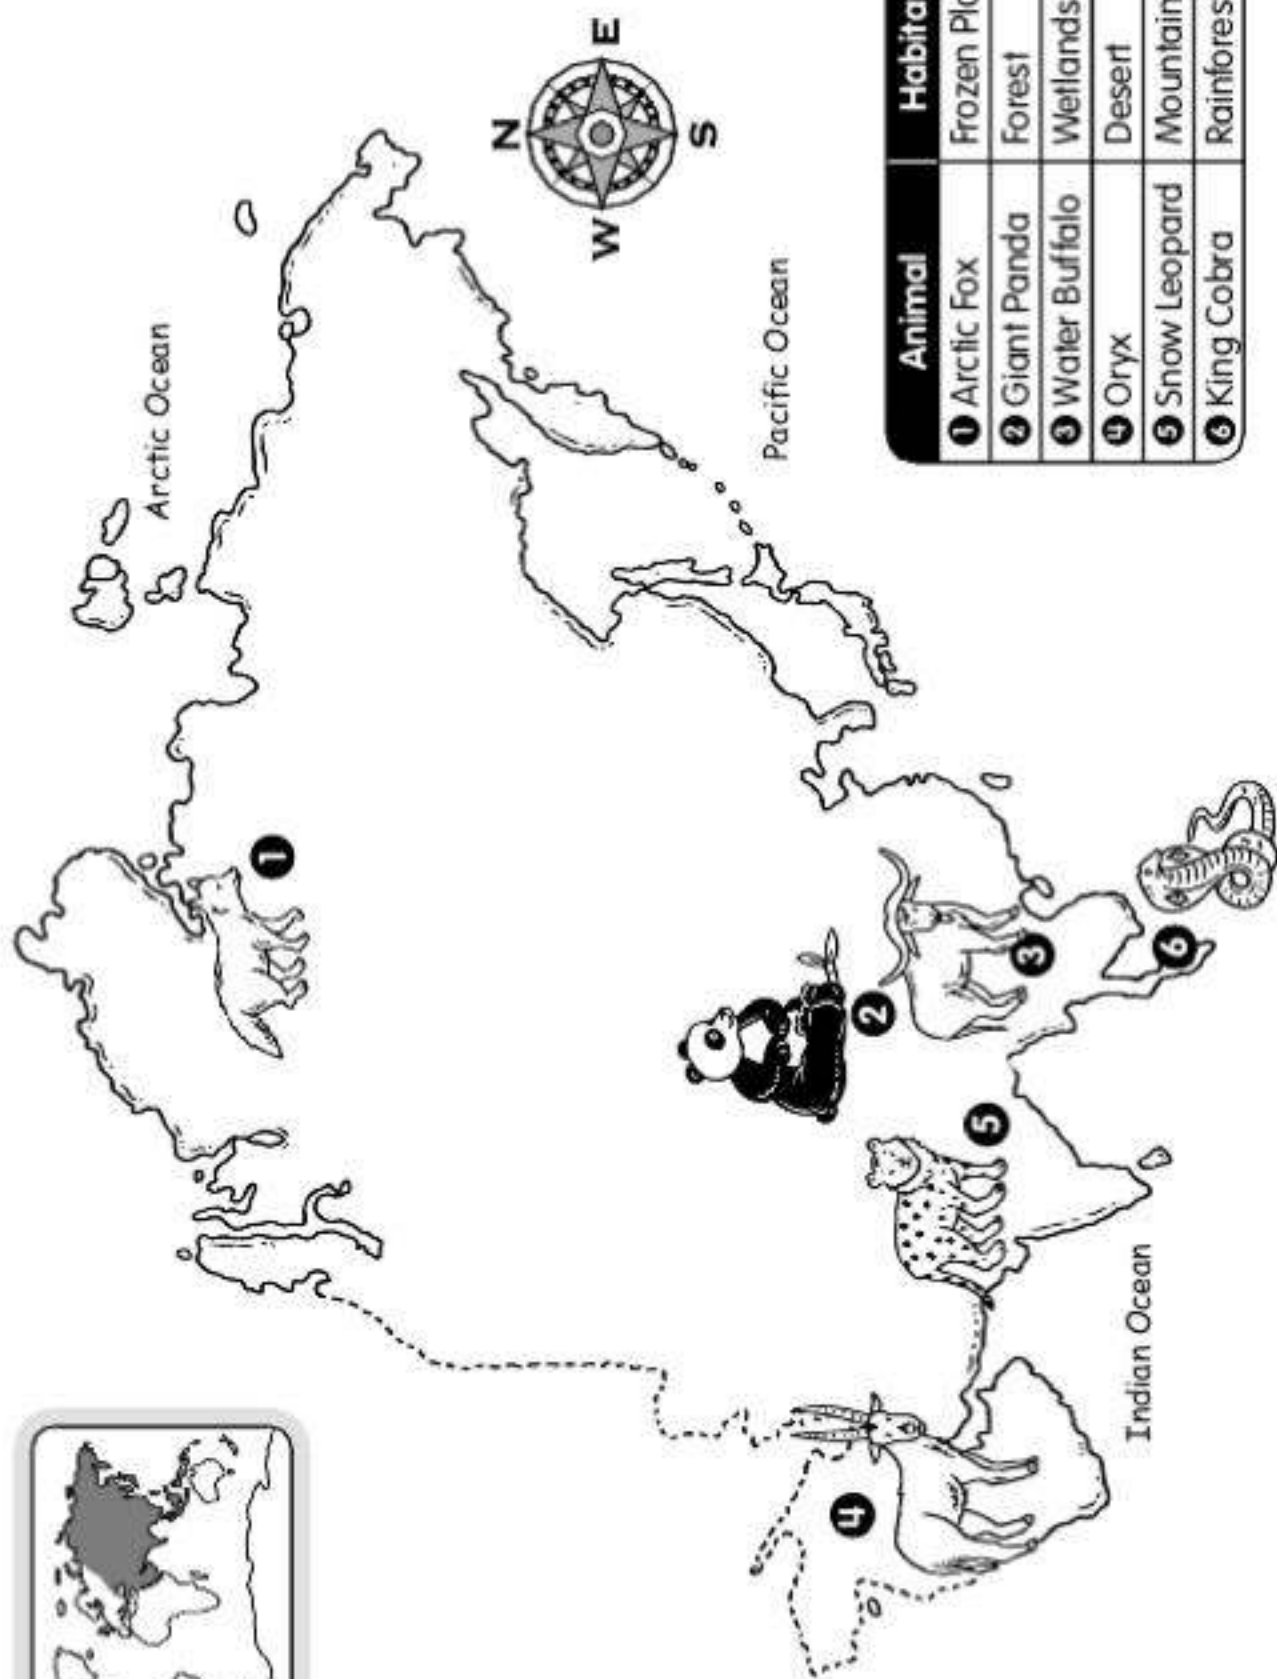 Arctic Ocean
N
W E
S
Pacific Ocean
Indian Ocean
1
2
3
4
5
6
Animal Habita
1 Arctic Fox Frozen Pla
2 Giant Panda Forest
3 Water Buffalo Wetlands
4 Oryx Desert
5 Snow Leopard Mountain
6 King Cobra Rainfores